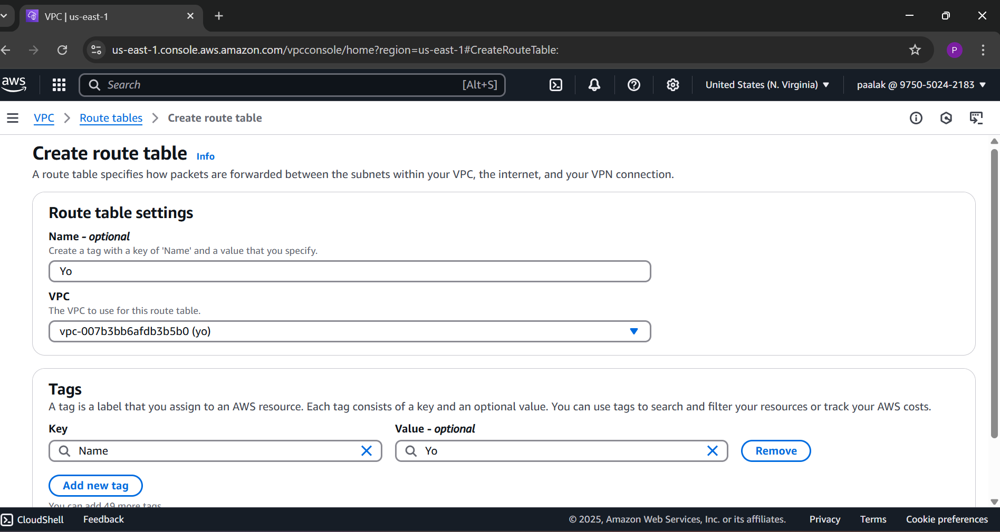 VPC | us-east-1
us-east-1.console.aws.amazon.com/vpcconsole/home?region=us-east-1#CreateRouteTable:
P
aws
Search [Alt+S]
United States (N. Virginia)
paalak @ 9750-5024-2183
VPC > Route tables > Create route table
Create route table Info
A route table specifies how packets are forwarded between the subnets within your VPC, the internet, and your VPN connection.
Route table settings
Name - optional
Create a tag with a key of 'Name' and a value that you specify.
Yo
VPC
The VPC to use for this route table.
vpc-007b3bb6afdb3b5b0 (yo)
Tags
A tag is a label that you assign to an AWS resource. Each tag consists of a key and an optional value. You can use tags to search and filter your resources or track your AWS costs.
Key Value - optional
Name Yo Remove
Add new tag
You can add 49 more tags
CloudShell Feedback © 2025, Amazon Web Services, Inc. or its affiliates. Privacy Terms Cookie preferences